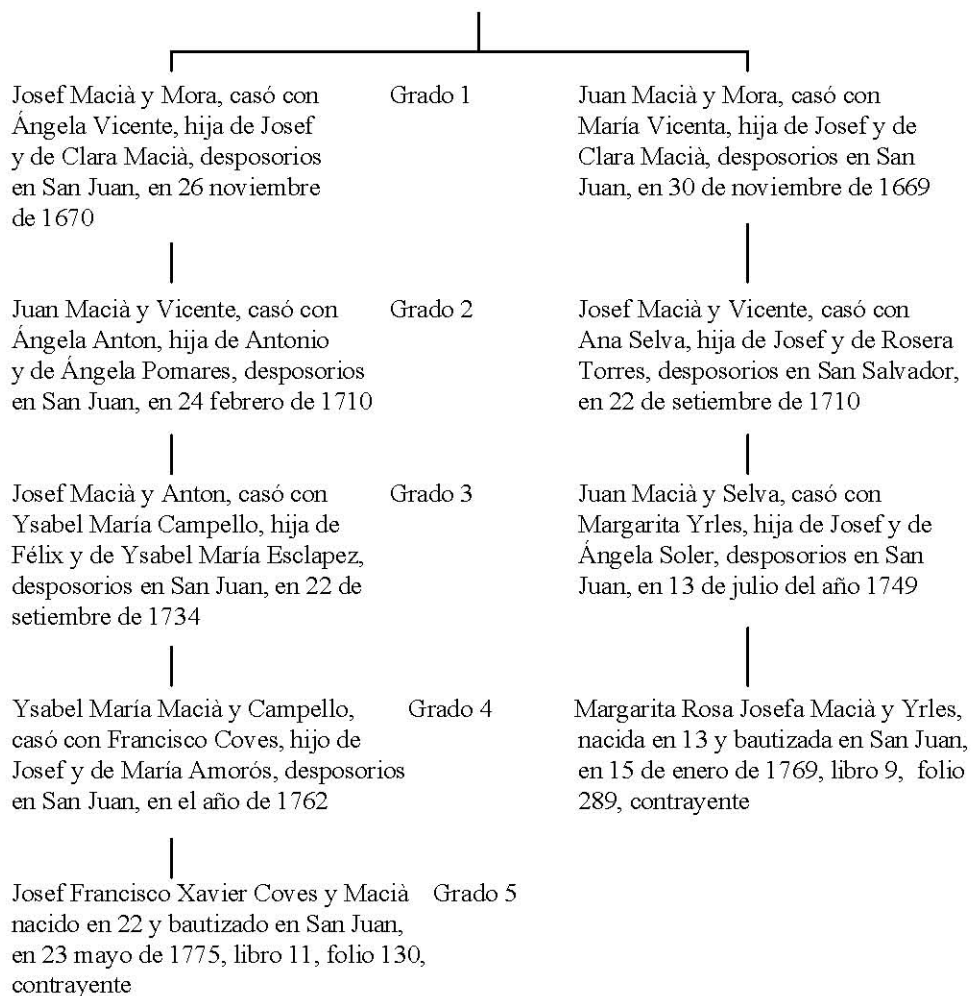 Josef Macià y Mora, casó con
Ángela Vicente, hija de Josef
y de Clara Macià, desposorios
en San Juan, en 26 noviembre
de 1670
Grado 1
Juan Macià y Mora, casó con
María Vicenta, hija de Josef y de
Clara Macià, desposorios en San
Juan, en 30 de noviembre de 1669
Juan Macià y Vicente, casó con
Ángela Anton, hija de Antonio
y de Ángela Pomares, desposorios
en San Juan, en 24 febrero de 1710
Grado 2
Josef Macià y Vicente, casó con
Ana Selva, hija de Josef y de Rosera
Torres, desposorios en San Salvador,
en 22 de setiembre de 1710
Josef Macià y Anton, casó con
Ysabel María Campello, hija de
Félix y de Ysabel María Esclapez,
desposorios en San Juan, en 22 de
setiembre de 1734
Grado 3
Juan Macià y Selva, casó con
Margarita Yrles, hija de Josef y de
Ángela Soler, desposorios en San
Juan, en 13 de julio del año 1749
Ysabel María Macià y Campello,
casó con Francisco Coves, hijo de
Josef y de María Amorós, desposorios
en San Juan, en el año de 1762
Grado 4
Margarita Rosa Josefa Macià y Yrles,
nacida en 13 y bautizada en San Juan,
en 15 de enero de 1769, libro 9, folio
289, contrayente
Josef Francisco Xavier Coves y Macià
nacido en 22 y bautizado en San Juan,
en 23 mayo de 1775, libro 11, folio 130,
contrayente
Grado 5